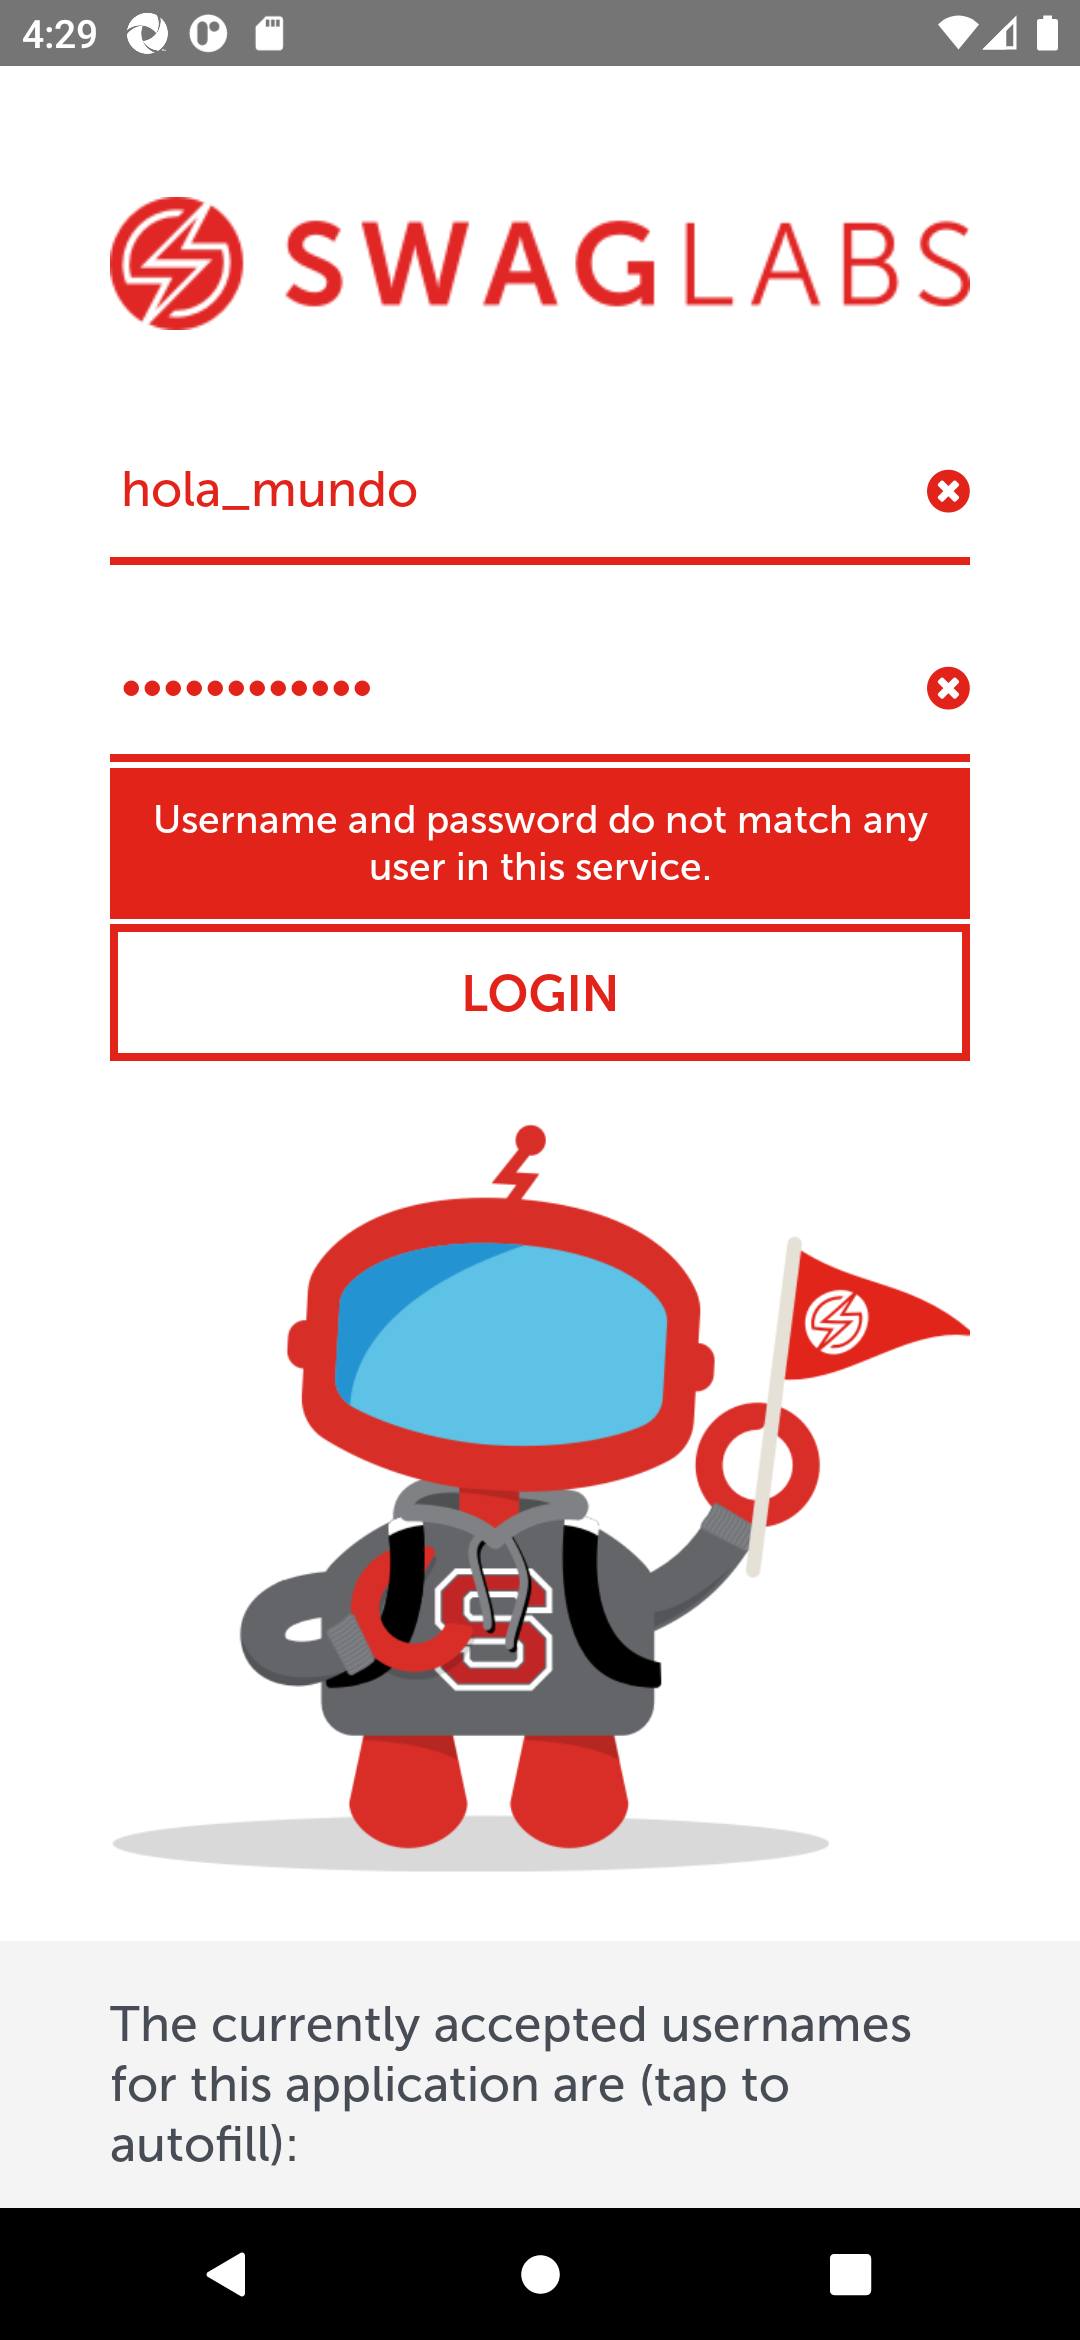 4:29
SWAGLABS
hola_mundo
••••••••••••
Username and password do not match any
user in this service.
LOGIN
S
The currently accepted usernames
for this application are (tap to
autofill):